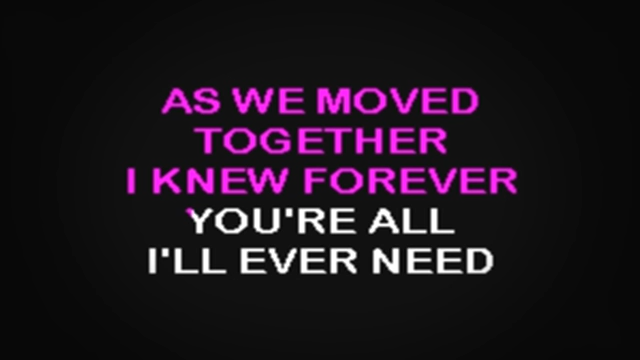 AS WE MOVED
TOGETHER
I KNEW FOREVER
YOU'RE ALL
I'LL EVER NEED